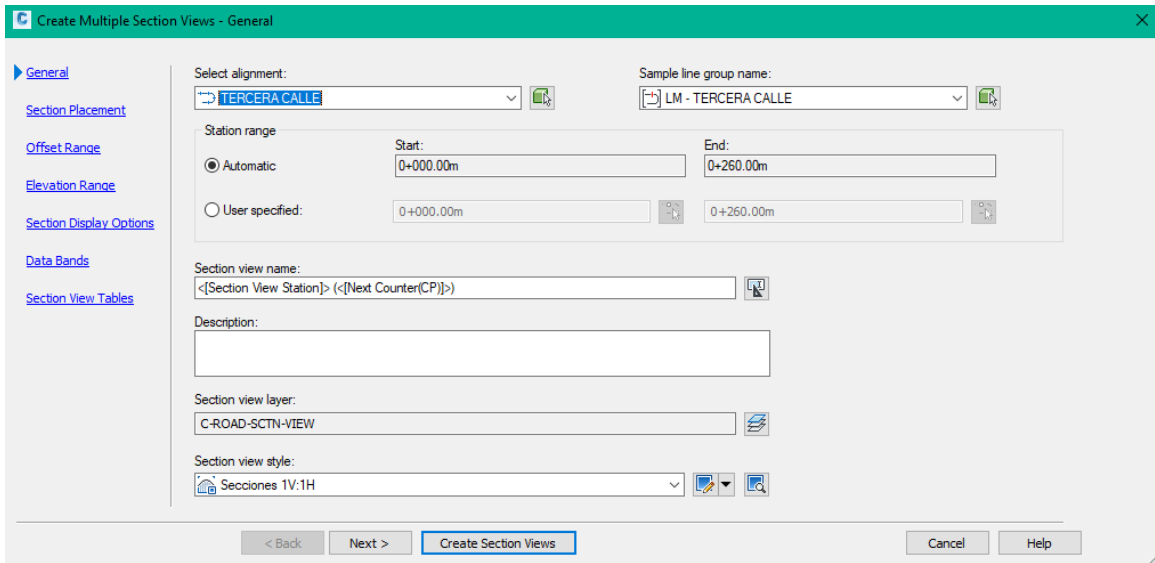 Create Multiple Section Views - General
General
Section Placement
Offset Range
Elevation Range
Section Display Options
Data Bands
Section View Tables
Select alignment:
TERCERA CALLE
Sample line group name:
LM - TERCERA CALLE
Station range
Start:
End:
Automatic
0+000.00m
0+260.00m
User specified:
0+000.00m
0+260.00m
Section view name:
<[Section View Station]> (<[Next Counter(CP)]>)
Description:
Section view layer:
C-ROAD-SCTN-VIEW
Section view style:
Secciones 1V:1H
< Back
Next >
Create Section Views
Cancel
Help